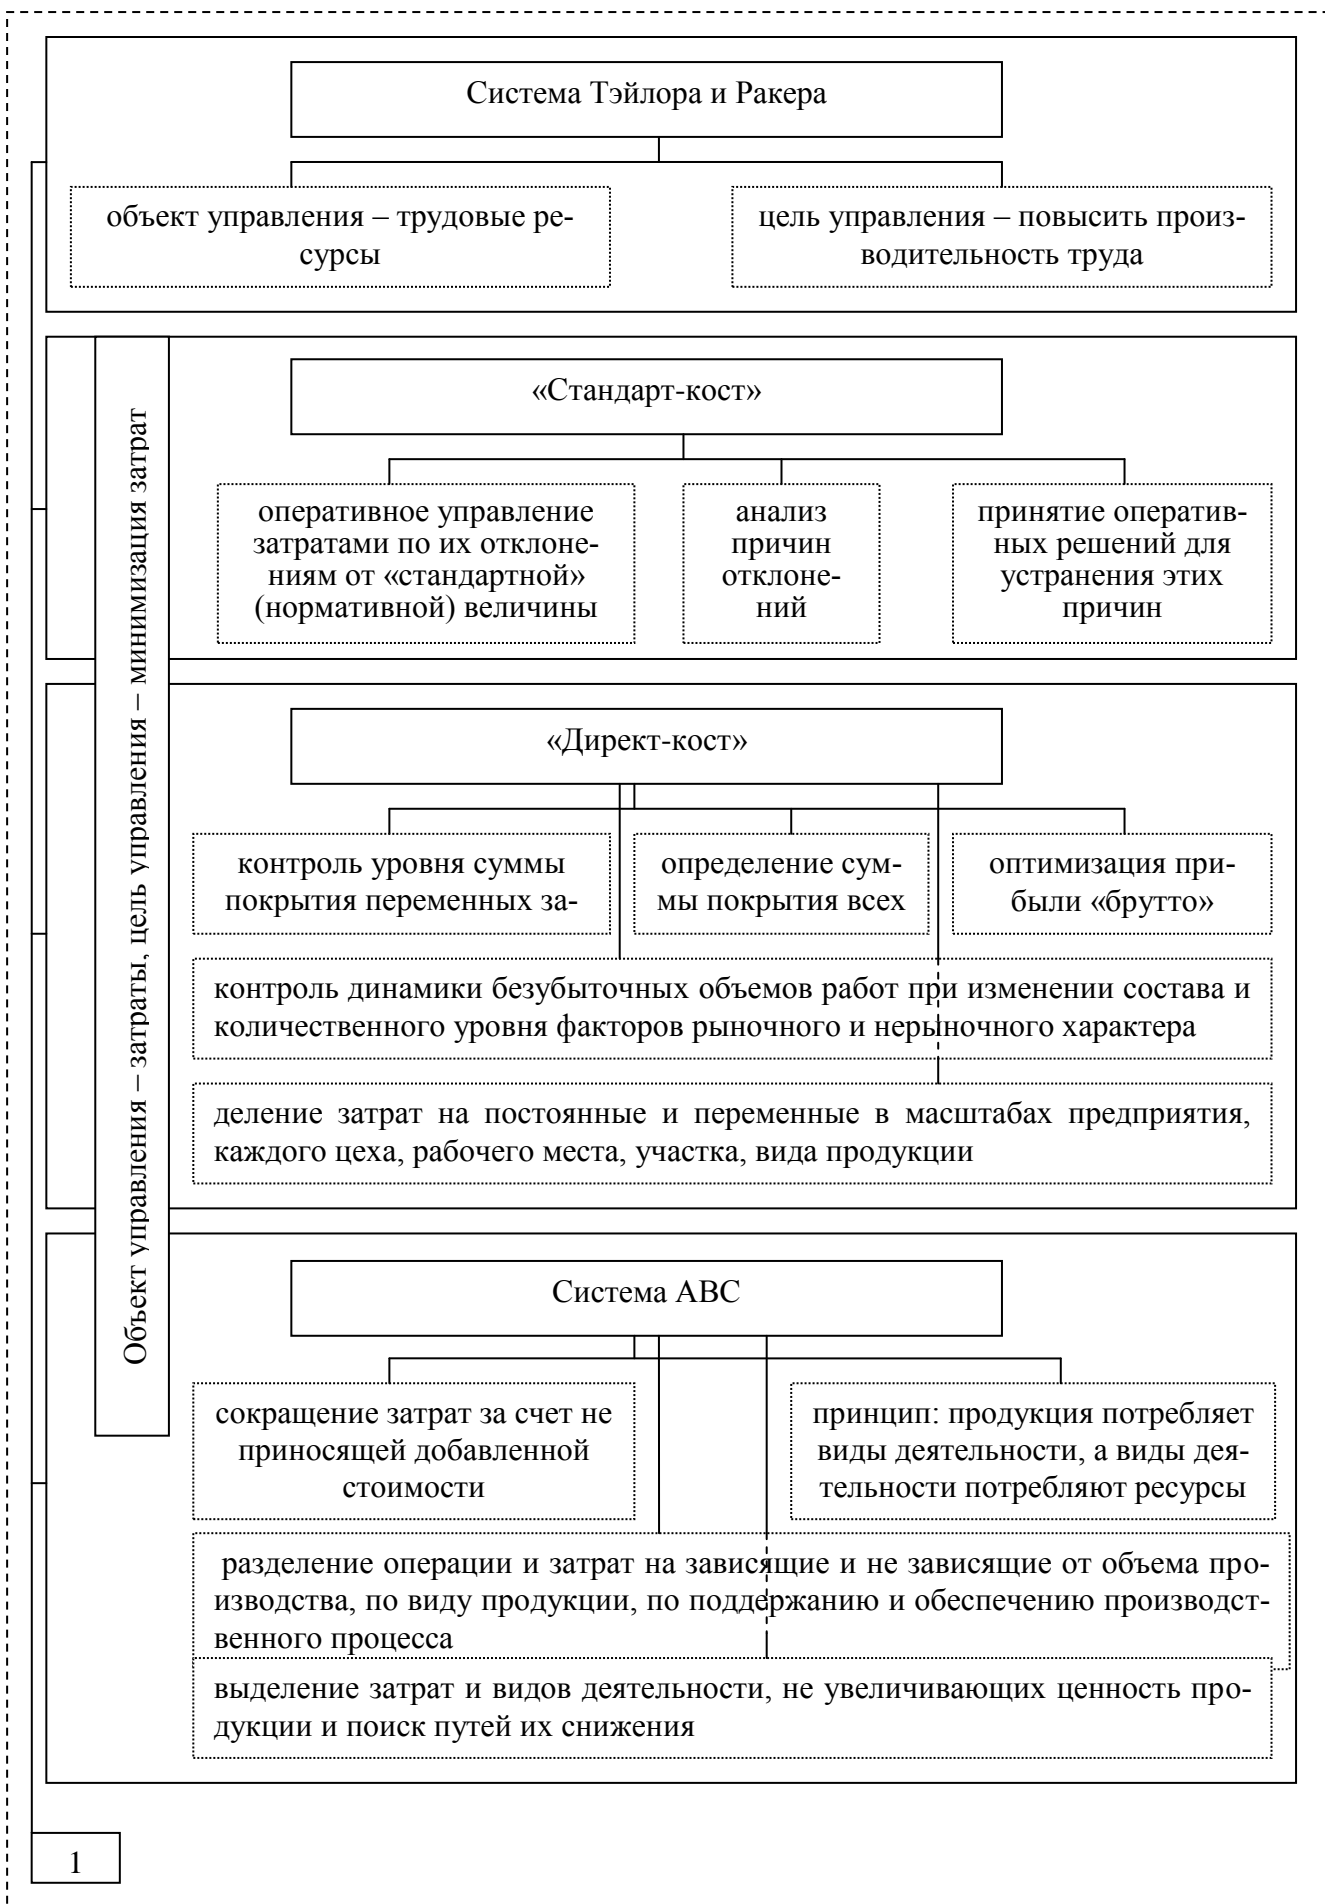 Система Тэйлора и Ракера
объект управления – трудовые ре-
сурсы
цель управления – повысить произ-
водительность труда
Объект управления – затраты, цель управления – минимизация затрат
«Стандарт-кост»
оперативное управление
затратами по их отклоне-
ниям от «стандартной»
(нормативной) величины
анализ
причин
отклоне-
ний
принятие оператив-
ных решений для
устранения этих
причин
«Директ-кост»
контроль уровня суммы
покрытия переменных за-
определение сум-
мы покрытия всех
оптимизация при-
были «брутто»
контроль динамики безубыточных объемов работ при изменении состава и
количественного уровня факторов рыночного и нерыночного характера
деление затрат на постоянные и переменные в масштабах предприятия,
каждого цеха, рабочего места, участка, вида продукции
Система АВС
сокращение затрат за счет не
приносящей добавленной
стоимости
принцип: продукция потребляет
виды деятельности, а виды дея-
тельности потребляют ресурсы
разделение операции и затрат на зависящие и не зависящие от объема про-
изводства, по виду продукции, по поддержанию и обеспечению производст-
венного процесса
выделение затрат и видов деятельности, не увеличивающих ценность про-
дукции и поиск путей их снижения
1